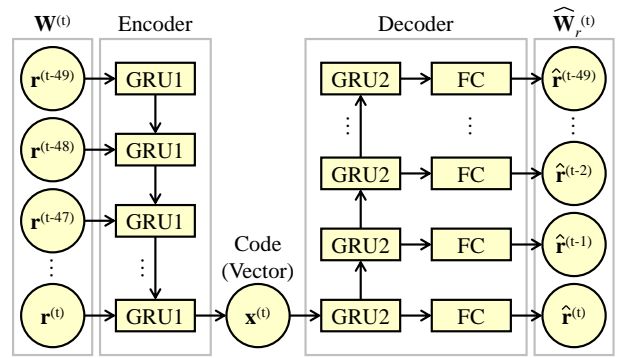 W(t) Encoder Decoder Ŵr(t)
r(t-49) GRU1 GRU2 FC r̂(t-49)
⋮ ⋮ ⋮
r(t-48) GRU1
GRU2 FC r̂(t-2)
r(t-47) GRU1
GRU2 FC r̂(t-1)
Code
(Vector)
⋮ ⋮
r(t) GRU1 x(t) GRU2 FC r̂(t)